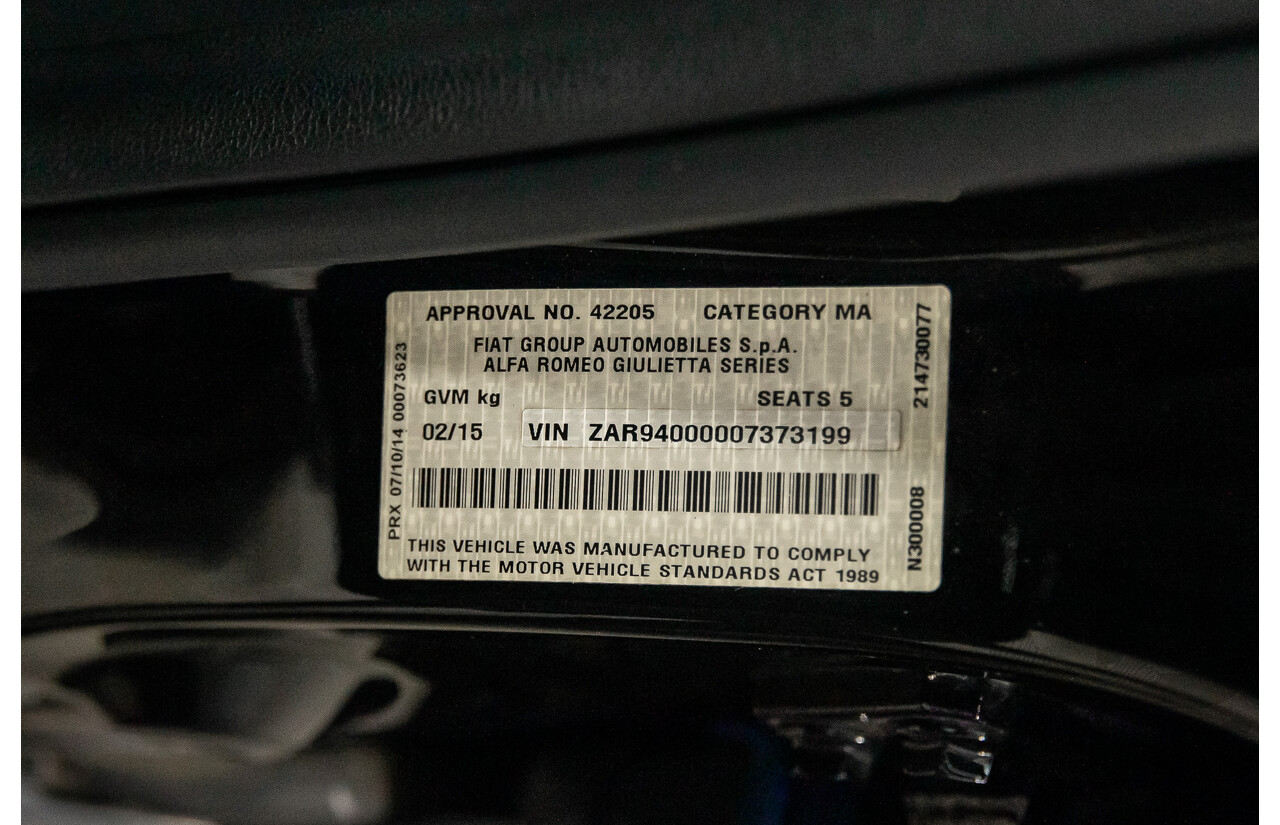 APPROVAL NO. 42205 CATEGORY MA
FIAT GROUP AUTOMOBILES S.p.A.
ALFA ROMEO GIULIETTA SERIES
GVM kg SEATS 5
02/15 VIN ZAR94000007373199
THIS VEHICLE WAS MANUFACTURED TO COMPLY
WITH THE MOTOR VEHICLE STANDARDS ACT 1989
PRX 07/10/14 00073623
N300008 214730077